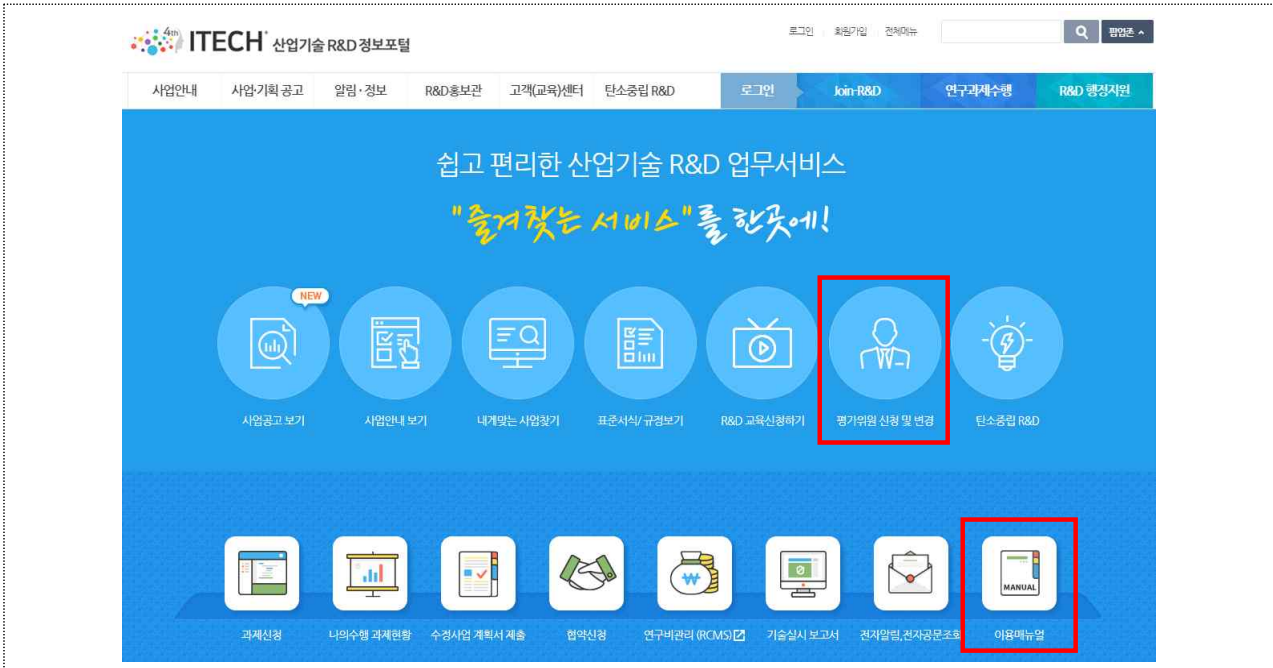 4th ITECH 산업기술 R&D 정보포털
로그인 회원가입 전체메뉴
팝업존
사업안내 사업·기획 공고 알림·정보 R&D홍보관 고객(교육)센터 탄소중립 R&D 로그인 Join-R&D 연구과제수행 R&D 행정지원
쉽고 편리한 산업기술 R&D 업무서비스
"즐겨찾는 서비스"를 한곳에!
NEW
사업공고 보기 사업안내 보기 내게맞는 사업찾기 표준서식/규정보기 R&D 교육신청하기 평가위원 신청 및 변경 탄소중립 R&D
MANUAL
과제신청 나의수행 과제현황 수정사업 계획서 제출 협약신청 연구비관리 (RCMS) 기술실시 보고서 전자알림,전자공문조회 이용매뉴얼